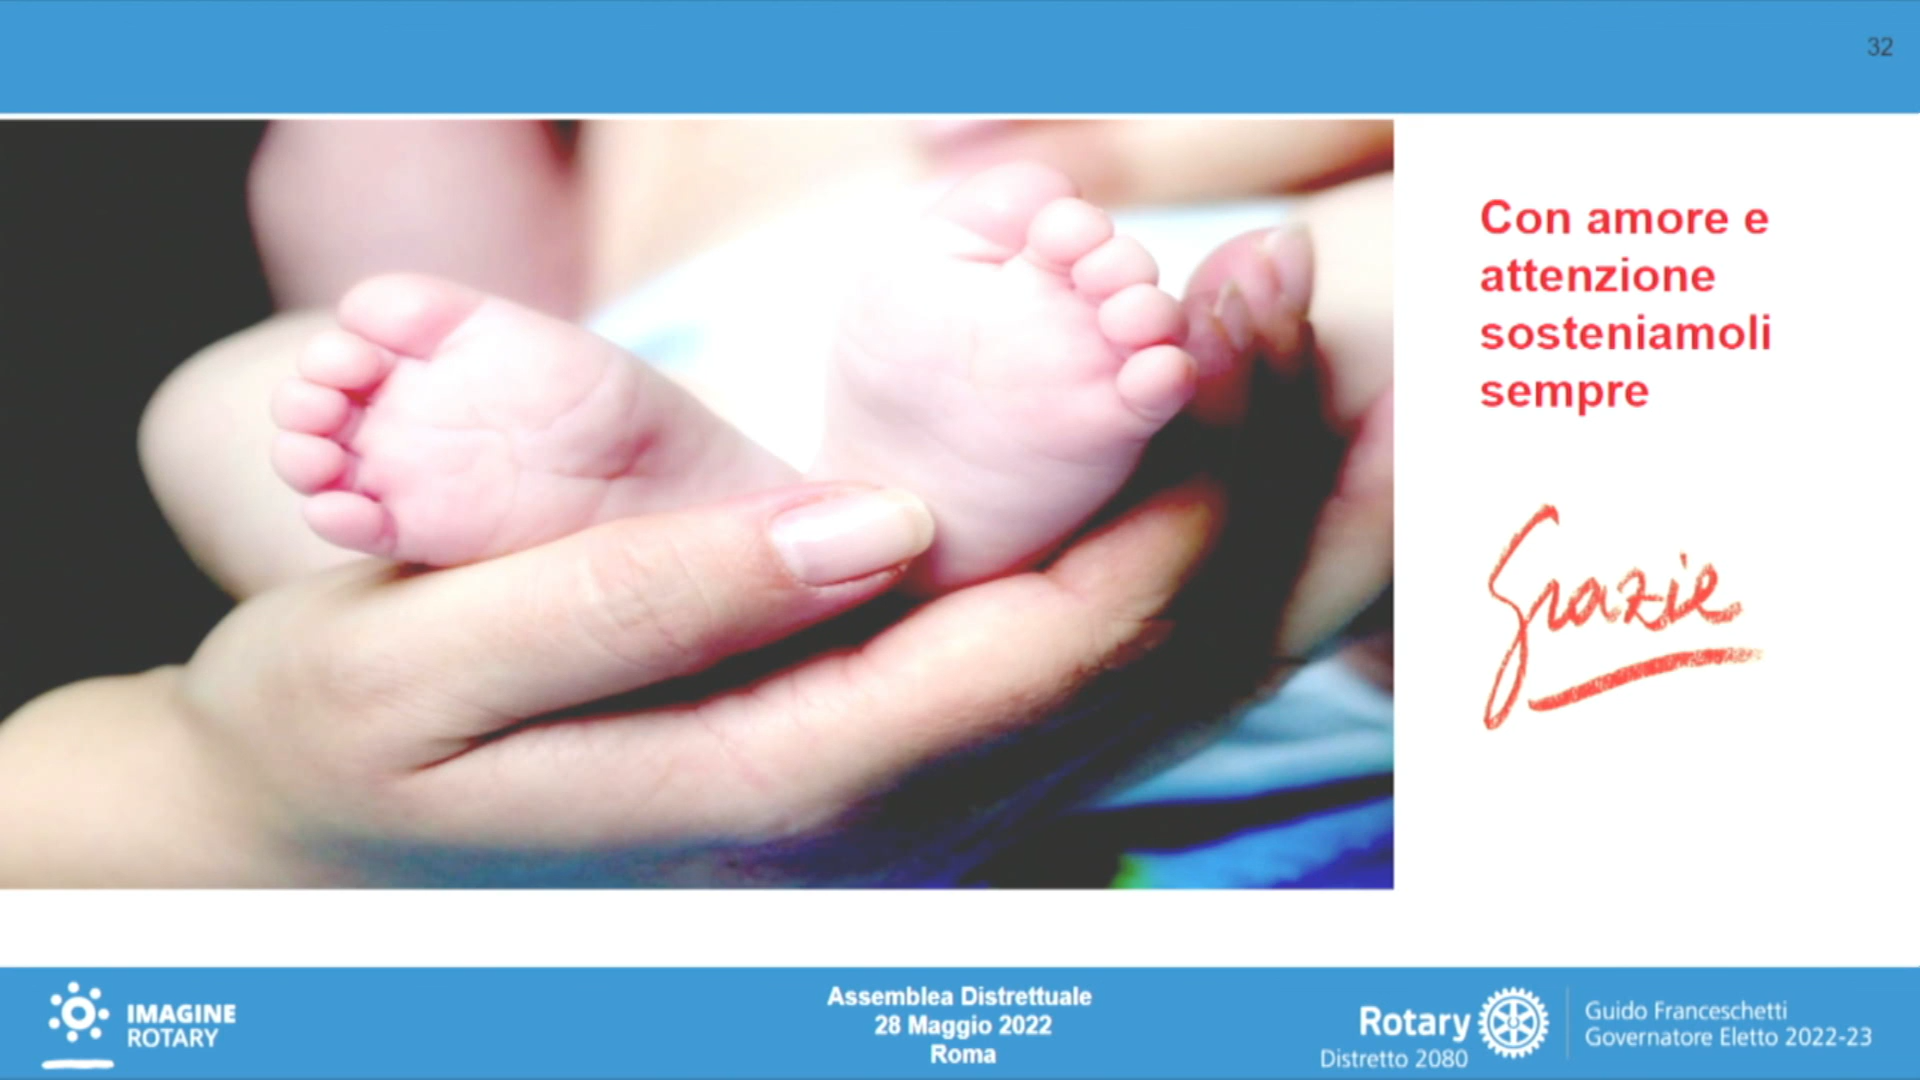 32
Con amore e
attenzione
sosteniamoli
sempre
Grazie
IMAGINE
ROTARY
Assemblea Distrettuale
28 Maggio 2022
Roma
Rotary
Distretto 2080
Guido Franceschetti
Governatore Eletto 2022-23